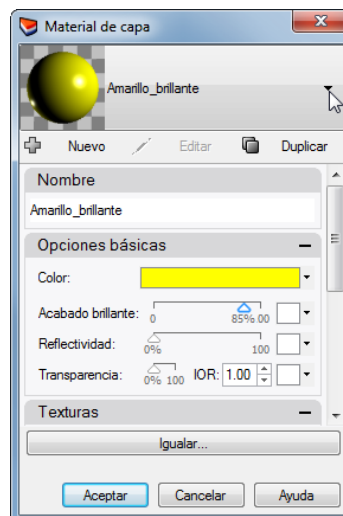 Material de capa
Amarillo_brillante
Nuevo Editar Duplicar
Nombre
Amarillo_brillante
Opciones básicas
Color:
Acabado brillante: 0 85% 00
Reflectividad: 0% 100
Transparencia: 0% 100 IOR: 1.00
Texturas
Igualar...
Aceptar Cancelar Ayuda